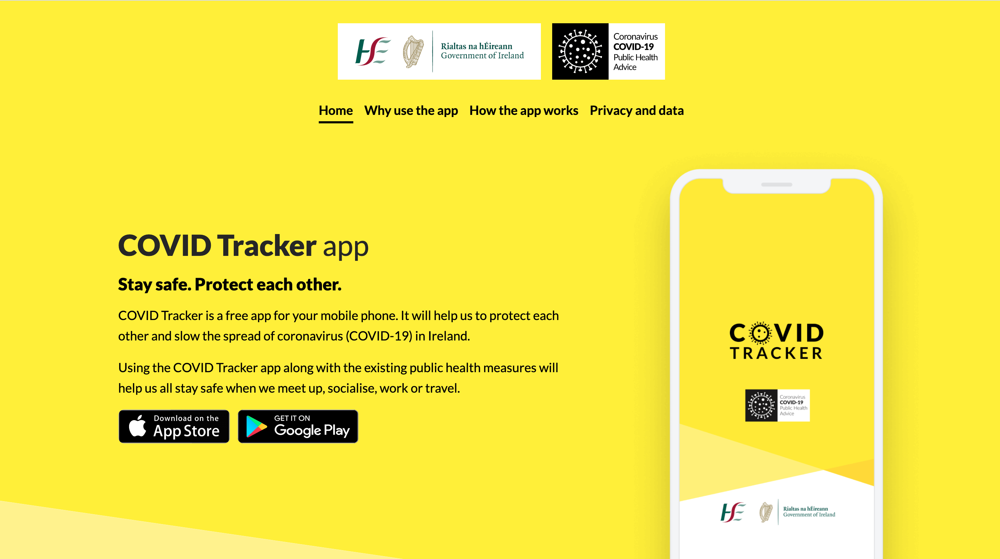 HSE
Rialtas na hÉireann
Government of Ireland
Coronavirus
COVID-19
Public Health
Advice
Home Why use the app How the app works Privacy and data
COVID Tracker app
Stay safe. Protect each other.
COVID Tracker is a free app for your mobile phone. It will help us to protect each
other and slow the spread of coronavirus (COVID-19) in Ireland.
Using the COVID Tracker app along with the existing public health measures will
help us all stay safe when we meet up, socialise, work or travel.
Download on the
App Store
GET IT ON
Google Play
COVID
TRACKER
Coronavirus
COVID-19
Public Health
Advice
HSE
Rialtas na hÉireann
Government of Ireland